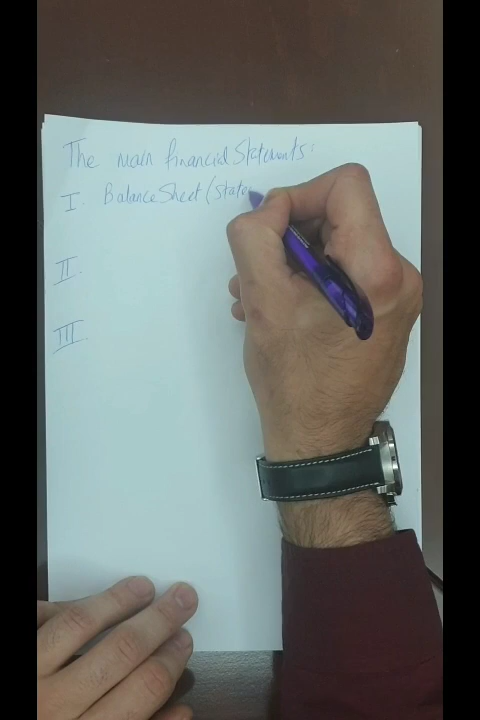 The main financial Statements:
I. Balance Sheet (State
II.
III.